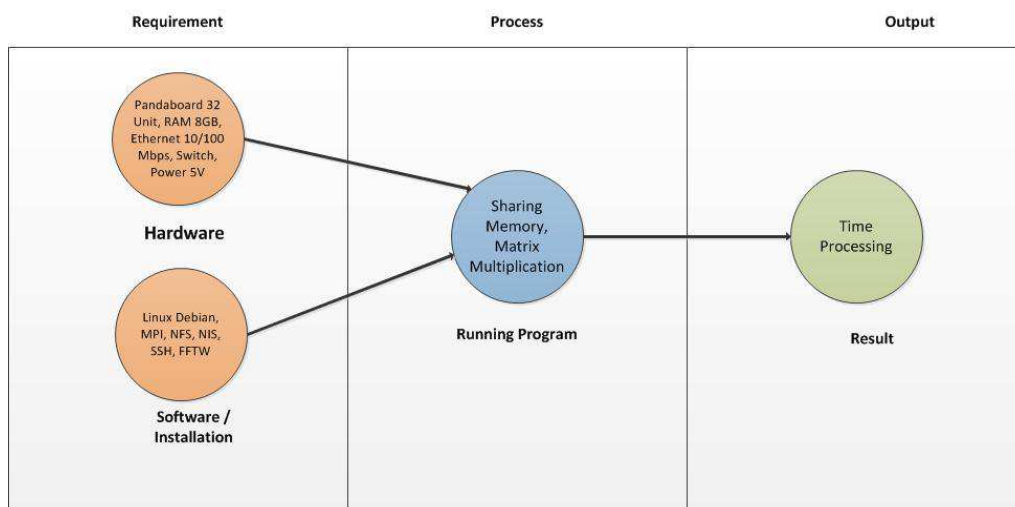 Requirement
Process
Output
Pandaboard 32
Unit, RAM 8GB,
Ethernet 10/100
Mbps, Switch,
Power 5V
Hardware
Linux Debian,
MPI, NFS, NIS,
SSH, FFTW
Software /
Installation
Sharing
Memory,
Matrix
Multiplication
Running Program
Time
Processing
Result